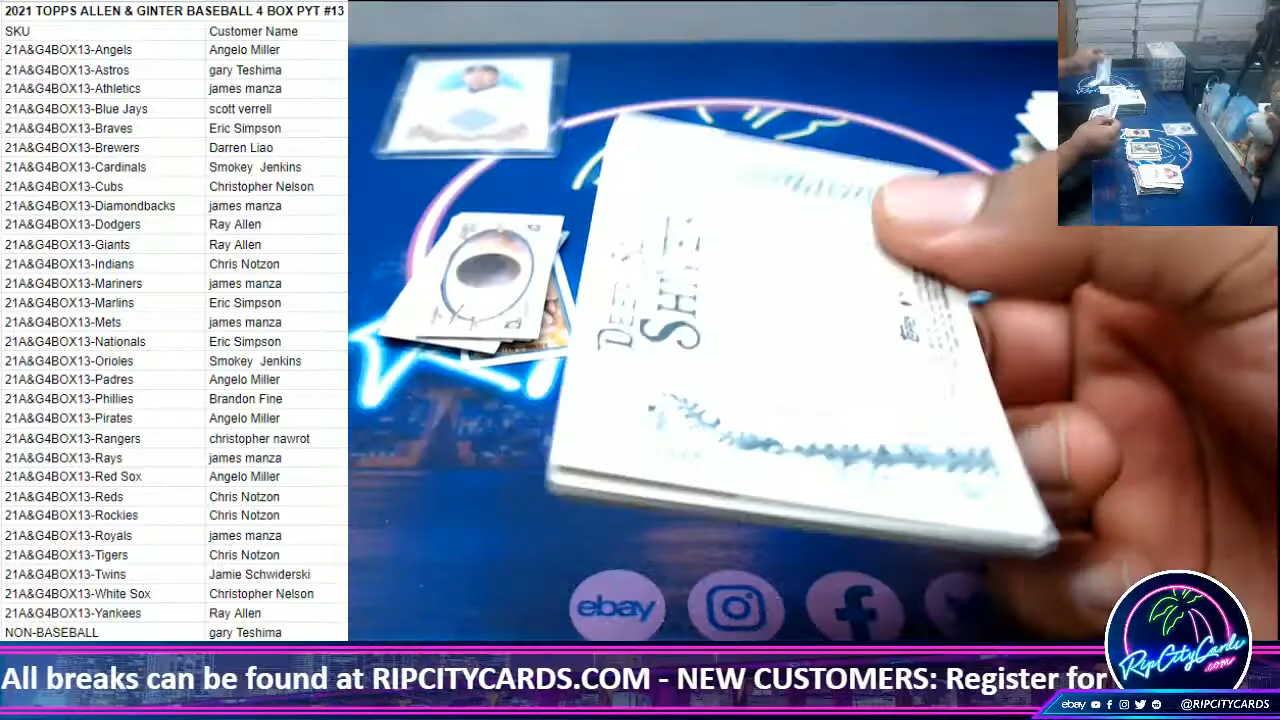 2021 TOPPS ALLEN & GINTER BASEBALL 4 BOX PYT #13
SKU Customer Name
21A&G4BOX13-Angels Angelo Miller
21A&G4BOX13-Astros gary Teshima
21A&G4BOX13-Athletics james manza
21A&G4BOX13-Blue Jays scott verrell
21A&G4BOX13-Braves Eric Simpson
21A&G4BOX13-Brewers Darren Liao
21A&G4BOX13-Cardinals Smokey  Jenkins
21A&G4BOX13-Cubs Christopher Nelson
21A&G4BOX13-Diamondbacks james manza
21A&G4BOX13-Dodgers Ray Allen
21A&G4BOX13-Giants Ray Allen
21A&G4BOX13-Indians Chris Notzon
21A&G4BOX13-Mariners james manza
21A&G4BOX13-Marlins Eric Simpson
21A&G4BOX13-Mets james manza
21A&G4BOX13-Nationals Eric Simpson
21A&G4BOX13-Orioles Smokey  Jenkins
21A&G4BOX13-Padres Angelo Miller
21A&G4BOX13-Phillies Brandon Fine
21A&G4BOX13-Pirates Angelo Miller
21A&G4BOX13-Rangers christopher nawrot
21A&G4BOX13-Rays james manza
21A&G4BOX13-Red Sox Angelo Miller
21A&G4BOX13-Reds Chris Notzon
21A&G4BOX13-Rockies Chris Notzon
21A&G4BOX13-Royals james manza
21A&G4BOX13-Tigers Chris Notzon
21A&G4BOX13-Twins Jamie Schwiderski
21A&G4BOX13-White Sox Christopher Nelson
21A&G4BOX13-Yankees Ray Allen
NON-BASEBALL gary Teshima
ebay
RipCityCards
.com
All breaks can be found at RIPCITYCARDS.COM - NEW CUSTOMERS: Register for
ebay @RIPCITYCARDS